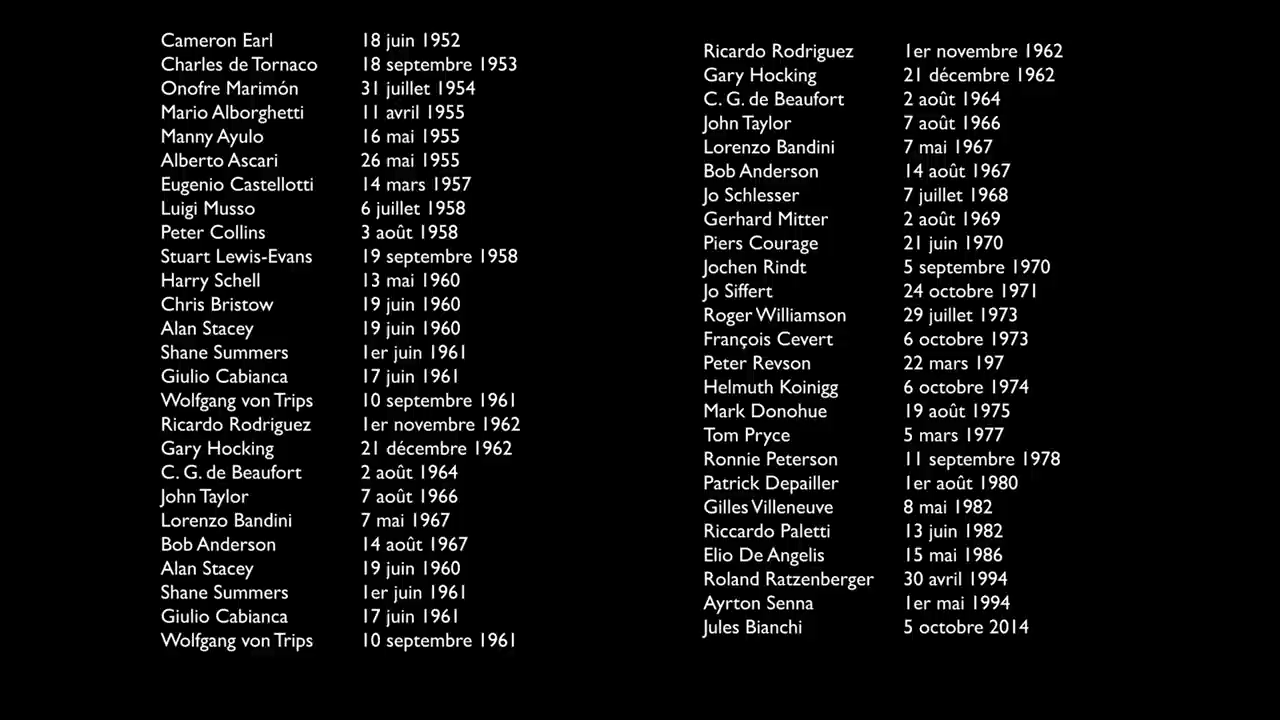 Cameron Earl 18 juin 1952
Charles de Tornaco 18 septembre 1953
Onofre Marimón 31 juillet 1954
Mario Alborghetti 11 avril 1955
Manny Ayulo 16 mai 1955
Alberto Ascari 26 mai 1955
Eugenio Castellotti 14 mars 1957
Luigi Musso 6 juillet 1958
Peter Collins 3 août 1958
Stuart Lewis-Evans 19 septembre 1958
Harry Schell 13 mai 1960
Chris Bristow 19 juin 1960
Alan Stacey 19 juin 1960
Shane Summers 1er juin 1961
Giulio Cabianca 17 juin 1961
Wolfgang von Trips 10 septembre 1961
Ricardo Rodriguez 1er novembre 1962
Gary Hocking 21 décembre 1962
C. G. de Beaufort 2 août 1964
John Taylor 7 août 1966
Lorenzo Bandini 7 mai 1967
Bob Anderson 14 août 1967
Alan Stacey 19 juin 1960
Shane Summers 1er juin 1961
Giulio Cabianca 17 juin 1961
Wolfgang von Trips 10 septembre 1961
Ricardo Rodriguez 1er novembre 1962
Gary Hocking 21 décembre 1962
C. G. de Beaufort 2 août 1964
John Taylor 7 août 1966
Lorenzo Bandini 7 mai 1967
Bob Anderson 14 août 1967
Jo Schlesser 7 juillet 1968
Gerhard Mitter 2 août 1969
Piers Courage 21 juin 1970
Jochen Rindt 5 septembre 1970
Jo Siffert 24 octobre 1971
Roger Williamson 29 juillet 1973
François Cevert 6 octobre 1973
Peter Revson 22 mars 197
Helmuth Koinigg 6 octobre 1974
Mark Donohue 19 août 1975
Tom Pryce 5 mars 1977
Ronnie Peterson 11 septembre 1978
Patrick Depailler 1er août 1980
Gilles Villeneuve 8 mai 1982
Riccardo Paletti 13 juin 1982
Elio De Angelis 15 mai 1986
Roland Ratzenberger 30 avril 1994
Ayrton Senna 1er mai 1994
Jules Bianchi 5 octobre 2014